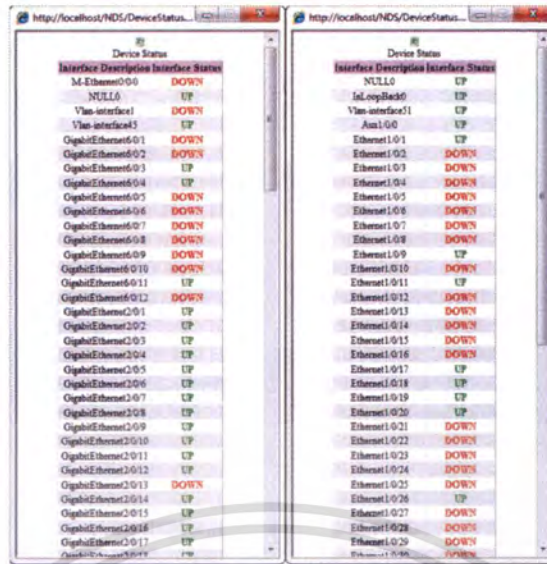 http://localhost/NDS/DeviceStatus...
Device Status
Interface Description Interface Status
M-Ethernet0/0/0 DOWN
NULL0 UP
Vlan-interface1 DOWN
Vlan-interface45 UP
GigabitEthernet6/0/1 DOWN
GigabitEthernet6/0/2 DOWN
GigabitEthernet6/0/3 UP
GigabitEthernet6/0/4 UP
GigabitEthernet6/0/5 DOWN
GigabitEthernet6/0/6 DOWN
GigabitEthernet6/0/7 DOWN
GigabitEthernet6/0/8 DOWN
GigabitEthernet6/0/9 DOWN
GigabitEthernet6/0/10 DOWN
GigabitEthernet6/0/11 UP
GigabitEthernet6/0/12 DOWN
GigabitEthernet2/0/1 UP
GigabitEthernet2/0/2 UP
GigabitEthernet2/0/3 UP
GigabitEthernet2/0/4 UP
GigabitEthernet2/0/5 UP
GigabitEthernet2/0/6 UP
GigabitEthernet2/0/7 UP
GigabitEthernet2/0/8 UP
GigabitEthernet2/0/9 UP
GigabitEthernet2/0/10 UP
GigabitEthernet2/0/11 UP
GigabitEthernet2/0/12 UP
GigabitEthernet2/0/13 DOWN
GigabitEthernet2/0/14 UP
GigabitEthernet2/0/15 UP
GigabitEthernet2/0/16 UP
GigabitEthernet2/0/17 UP
http://localhost/NDS/DeviceStatus...
Device Status
Interface Description Interface Status
NULL0 UP
InLoopBack0 UP
Vlan-interface51 UP
Aux1/0/0 UP
Ethernet1/0/1 UP
Ethernet1/0/2 DOWN
Ethernet1/0/3 DOWN
Ethernet1/0/4 DOWN
Ethernet1/0/5 DOWN
Ethernet1/0/6 DOWN
Ethernet1/0/7 DOWN
Ethernet1/0/8 DOWN
Ethernet1/0/9 UP
Ethernet1/0/10 DOWN
Ethernet1/0/11 UP
Ethernet1/0/12 DOWN
Ethernet1/0/13 DOWN
Ethernet1/0/14 DOWN
Ethernet1/0/15 DOWN
Ethernet1/0/16 DOWN
Ethernet1/0/17 UP
Ethernet1/0/18 UP
Ethernet1/0/19 UP
Ethernet1/0/20 UP
Ethernet1/0/21 DOWN
Ethernet1/0/22 DOWN
Ethernet1/0/23 DOWN
Ethernet1/0/24 DOWN
Ethernet1/0/25 DOWN
Ethernet1/0/26 UP
Ethernet1/0/27 DOWN
Ethernet1/0/28 DOWN
Ethernet1/0/29 DOWN